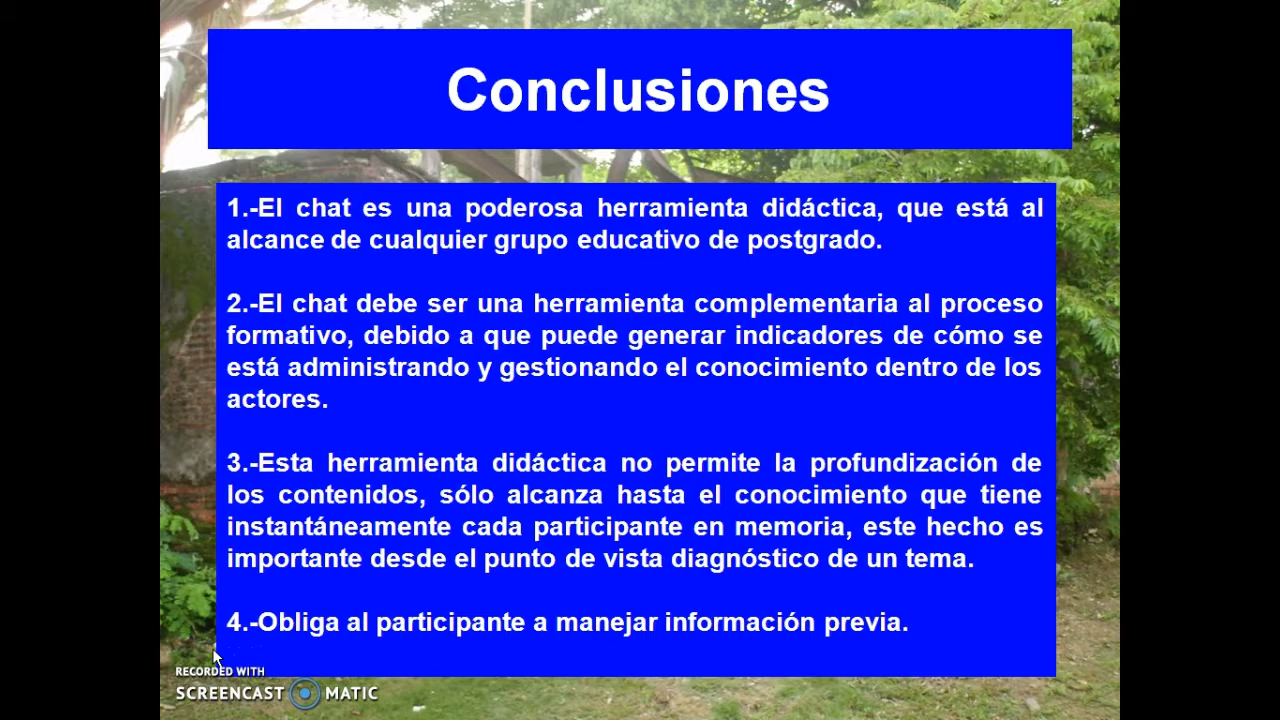 Conclusiones
1.-El chat es una poderosa herramienta didáctica, que está al
alcance de cualquier grupo educativo de postgrado.
2.-El chat debe ser una herramienta complementaria al proceso
formativo, debido a que puede generar indicadores de cómo se
está administrando y gestionando el conocimiento dentro de los
actores.
3.-Esta herramienta didáctica no permite la profundización de
los contenidos, sólo alcanza hasta el conocimiento que tiene
instantáneamente cada participante en memoria, este hecho es
importante desde el punto de vista diagnóstico de un tema.
4.-Obliga al participante a manejar información previa.
RECORDED WITH
SCREENCAST MATIC